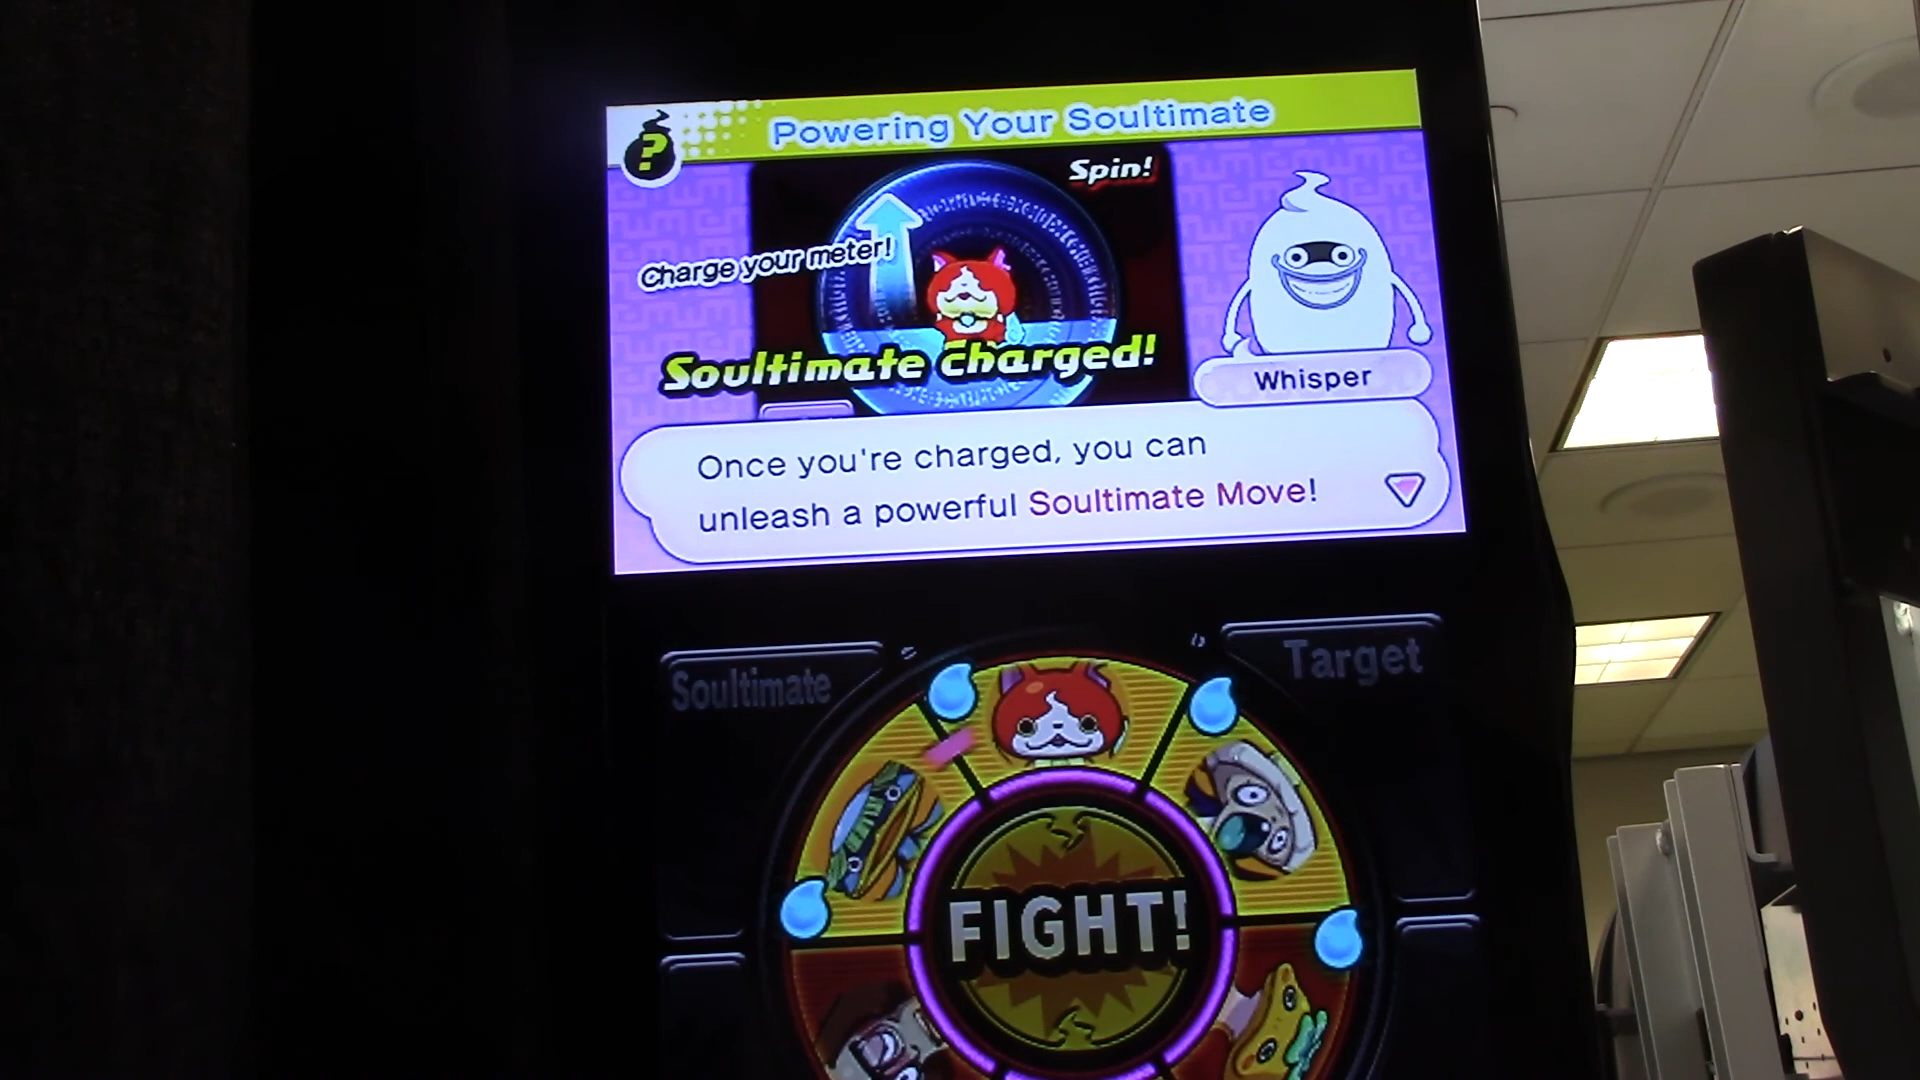 ?
Powering Your Soultimate
Spin!
Charge your meter!
Soultimate Charged!
Whisper
Once you're charged, you can
unleash a powerful Soultimate Move!
Soultimate
Target
FIGHT!